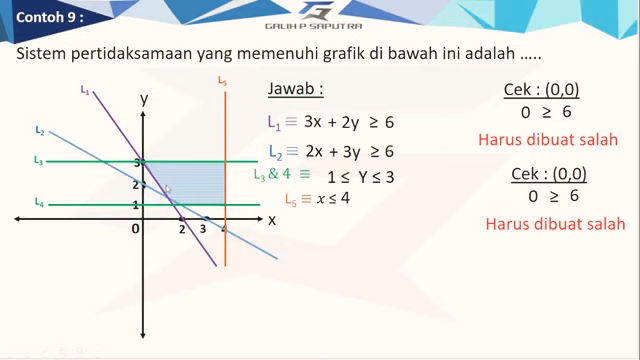 Contoh 9 :
GALIH P SAPUTRA
Sistem pertidaksamaan yang memenuhi grafik di bawah ini adalah .....
Jawab :
L₁ ≡ 3x + 2y ≥ 6
L₂ ≡ 2x + 3y ≥ 6
L₃ & 4 ≡ 1 ≤ Y ≤ 3
L₅ ≡ x ≤ 4
Cek : (0,0)
0 ≥ 6
Harus dibuat salah
Cek : (0,0)
0 ≥ 6
Harus dibuat salah
L₁
L₂
L₃
L₄
L₅
y
x
3
2
1
0
2
3
4